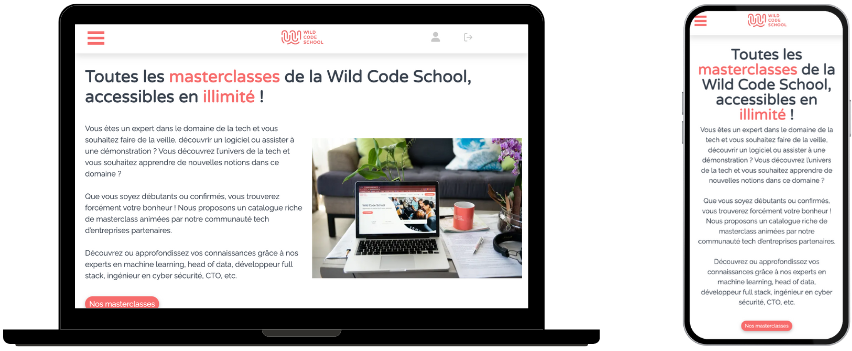 WILD
CODE
SCHOOL
Toutes les masterclasses de la Wild Code School,
accessibles en illimité !
Vous êtes un expert dans le domaine de la tech et vous
souhaitez faire de la veille, découvrir un logiciel ou assister à
une démonstration ? Vous découvrez l'univers de la tech et
vous souhaitez apprendre de nouvelles notions dans ce
domaine ?
Que vous soyez débutants ou confirmés, vous trouverez
forcément votre bonheur ! Nous proposons un catalogue riche
de masterclass animées par notre communauté tech
d'entreprises partenaires.
Découvrez ou approfondissez vos connaissances grâce à nos
experts en machine learning, head of data, développeur full
stack, ingénieur en cyber sécurité, CTO, etc.
Nos masterclasses
WILD
CODE
SCHOOL
Toutes les
masterclasses de la
Wild Code School,
accessibles en
illimité !
Vous êtes un expert dans le domaine de la
tech et vous souhaitez faire de la veille,
découvrir un logiciel ou assister à une
démonstration ? Vous découvrez l'univers
de la tech et vous souhaitez apprendre de
nouvelles notions dans ce domaine ?
Que vous soyez débutants ou confirmés,
vous trouverez forcément votre bonheur !
Nous proposons un catalogue riche de
masterclass animées par notre
communauté tech d'entreprises partenaires.
Découvrez ou approfondissez vos
connaissances grâce à nos experts en
machine learning, head of data,
développeur full stack, ingénieur en cyber
sécurité, CTO, etc.
Nos masterclasses